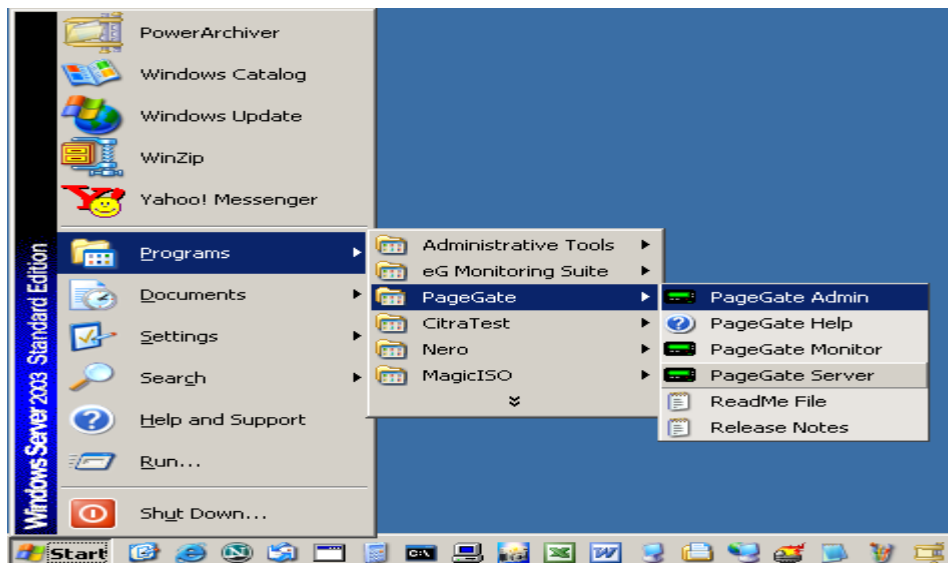 PowerArchiver
Windows Catalog
Windows Update
WinZip
Yahoo! Messenger
Programs
Documents
Settings
Search
Help and Support
Run...
Shut Down...
Windows Server 2003 Standard Edition
Administrative Tools
eG Monitoring Suite
PageGate
CitraTest
Nero
MagicISO
PageGate Admin
PageGate Help
PageGate Monitor
PageGate Server
ReadMe File
Release Notes
Start